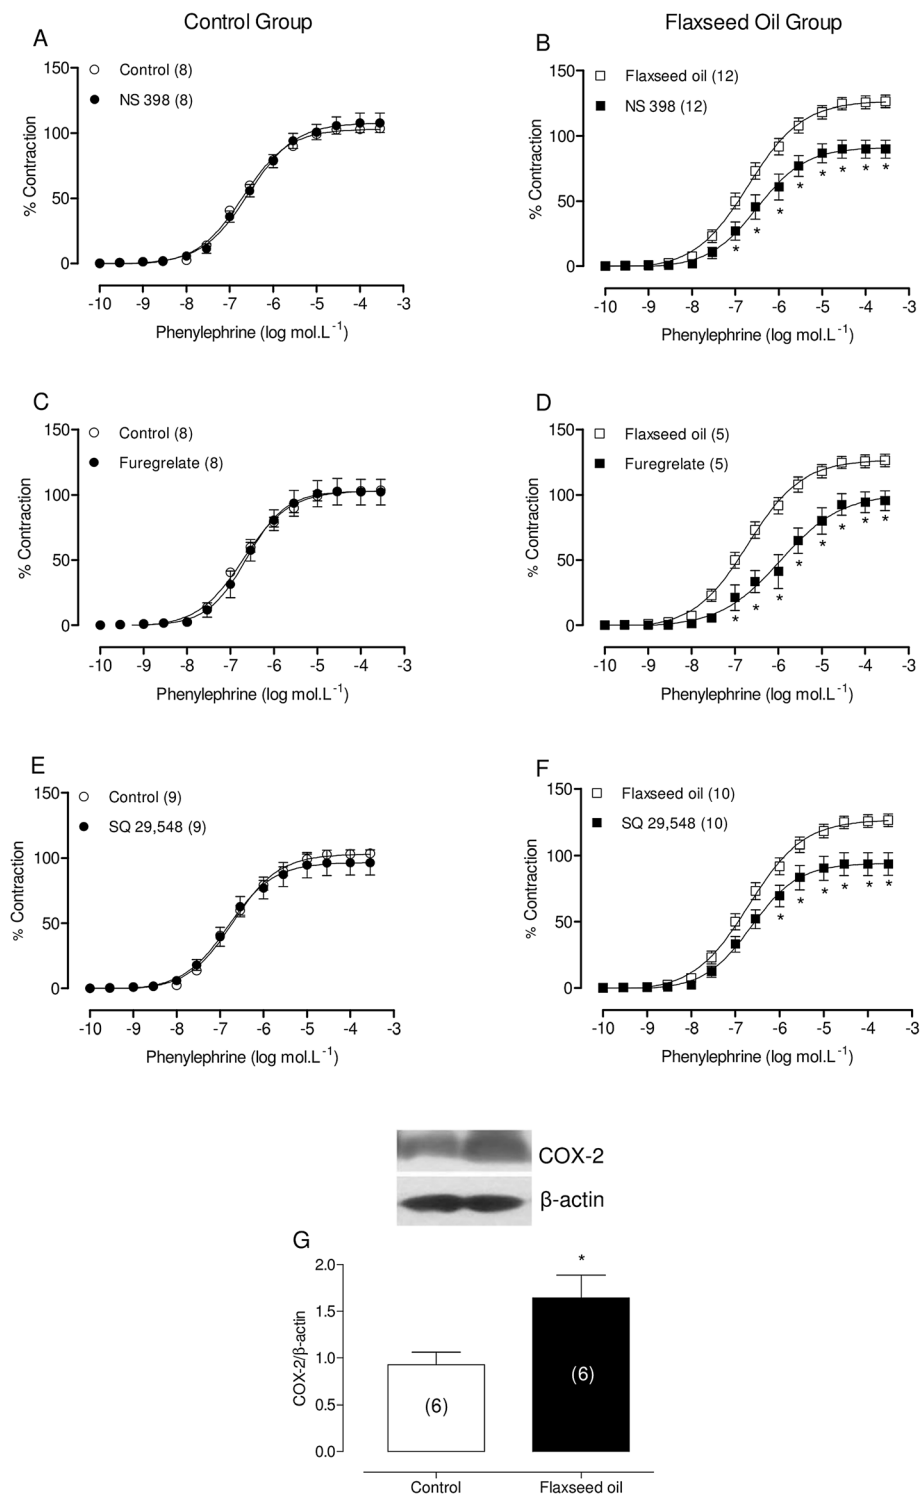 Control Group
Flaxseed Oil Group
A
150
100
50
0
% Contraction
Control (8)
NS 398 (8)
-10 -9 -8 -7 -6 -5 -4 -3
Phenylephrine (log mol.L-1)
B
150
100
50
0
% Contraction
Flaxseed oil (12)
NS 398 (12)
* * * * * * * *
-10 -9 -8 -7 -6 -5 -4 -3
Phenylephrine (log mol.L-1)
C
150
100
50
0
% Contraction
Control (8)
Furegrelate (8)
-10 -9 -8 -7 -6 -5 -4 -3
Phenylephrine (log mol.L-1)
D
150
100
50
0
% Contraction
Flaxseed oil (5)
Furegrelate (5)
* * * * * * * *
-10 -9 -8 -7 -6 -5 -4 -3
Phenylephrine (log mol.L-1)
E
150
100
50
0
% Contraction
Control (9)
SQ 29,548 (9)
-10 -9 -8 -7 -6 -5 -4 -3
Phenylephrine (log mol.L-1)
F
150
100
50
0
% Contraction
Flaxseed oil (10)
SQ 29,548 (10)
* * * * * *
-10 -9 -8 -7 -6 -5 -4 -3
Phenylephrine (log mol.L-1)
COX-2
β-actin
G
2.0
1.5
1.0
0.5
0.0
COX-2/β-actin
*
(6)
(6)
Control
Flaxseed oil